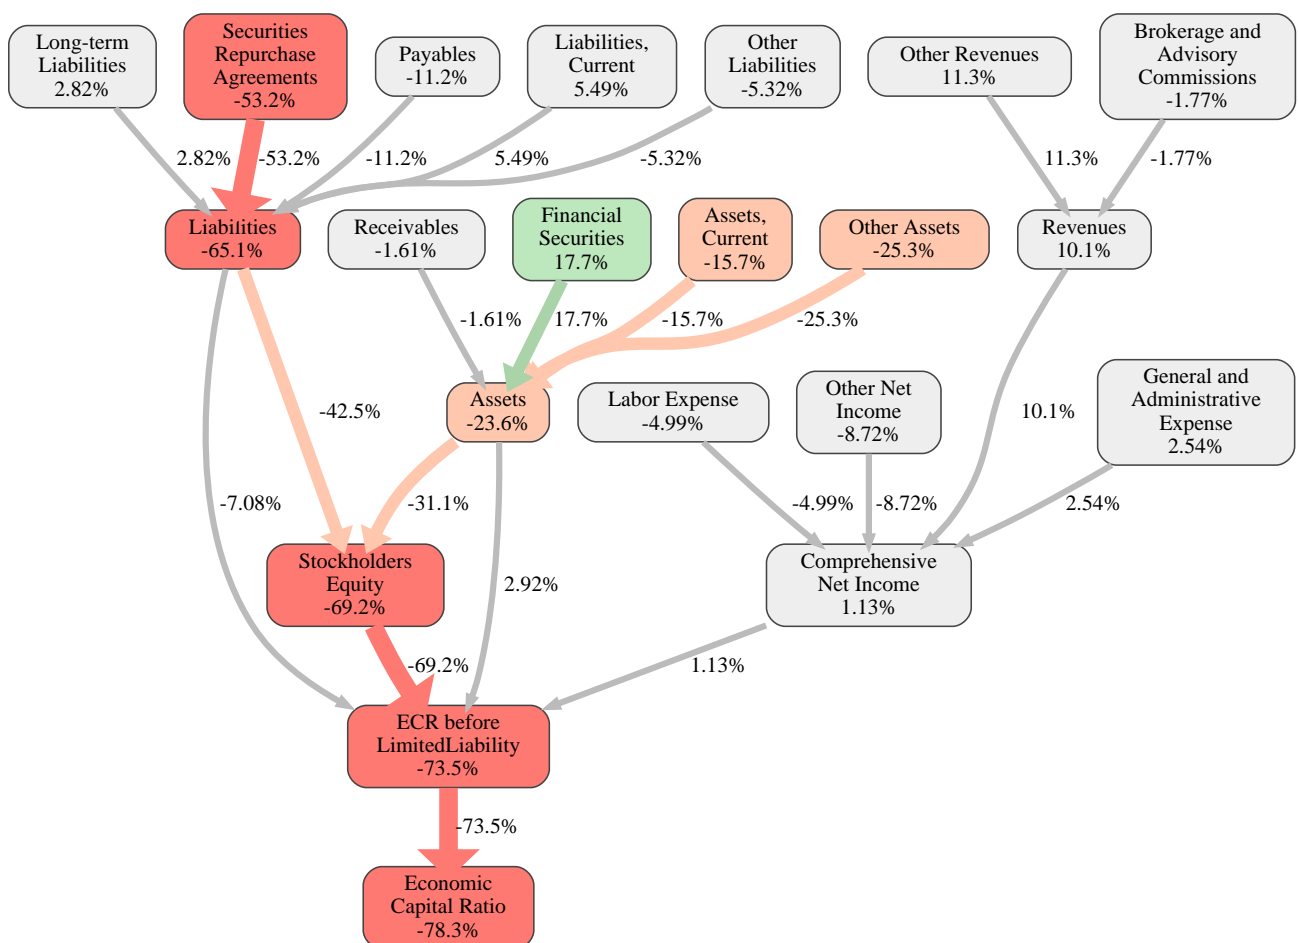 Long-term
Liabilities
2.82%
Securities
Repurchase
Agreements
-53.2%
Payables
-11.2%
Liabilities,
Current
5.49%
Other
Liabilities
-5.32%
Other Revenues
11.3%
Brokerage and
Advisory
Commissions
-1.77%
2.82%
-53.2%
-11.2%
5.49%
-5.32%
11.3%
-1.77%
Liabilities
-65.1%
Receivables
-1.61%
Financial
Securities
17.7%
Assets,
Current
-15.7%
Other Assets
-25.3%
Revenues
10.1%
-1.61%
17.7%
-15.7%
-25.3%
-42.5%
Assets
-23.6%
Labor Expense
-4.99%
Other Net
Income
-8.72%
10.1%
General and
Administrative
Expense
2.54%
-7.08%
-31.1%
-4.99%
-8.72%
2.54%
Stockholders
Equity
-69.2%
2.92%
Comprehensive
Net Income
1.13%
-69.2%
1.13%
ECR before
LimitedLiability
-73.5%
-73.5%
Economic
Capital Ratio
-78.3%